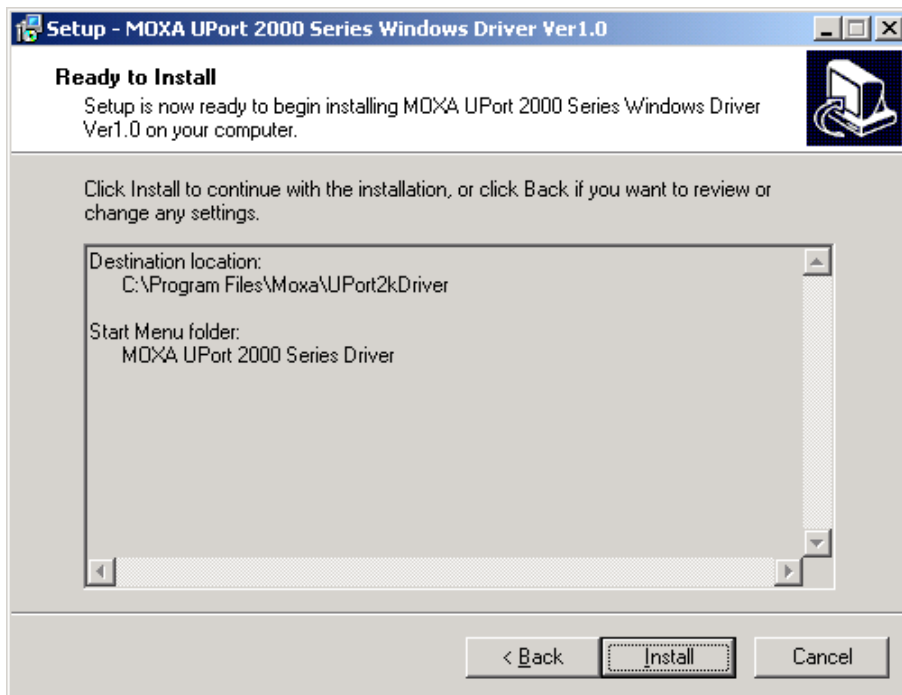 Setup - MOXA UPort 2000 Series Windows Driver Ver1.0
Ready to Install
Setup is now ready to begin installing MOXA UPort 2000 Series Windows Driver
Ver1.0 on your computer.
Click Install to continue with the installation, or click Back if you want to review or
change any settings.
Destination location:
C:\Program Files\Moxa\UPort2kDriver
Start Menu folder:
MOXA UPort 2000 Series Driver
< Back
Install
Cancel